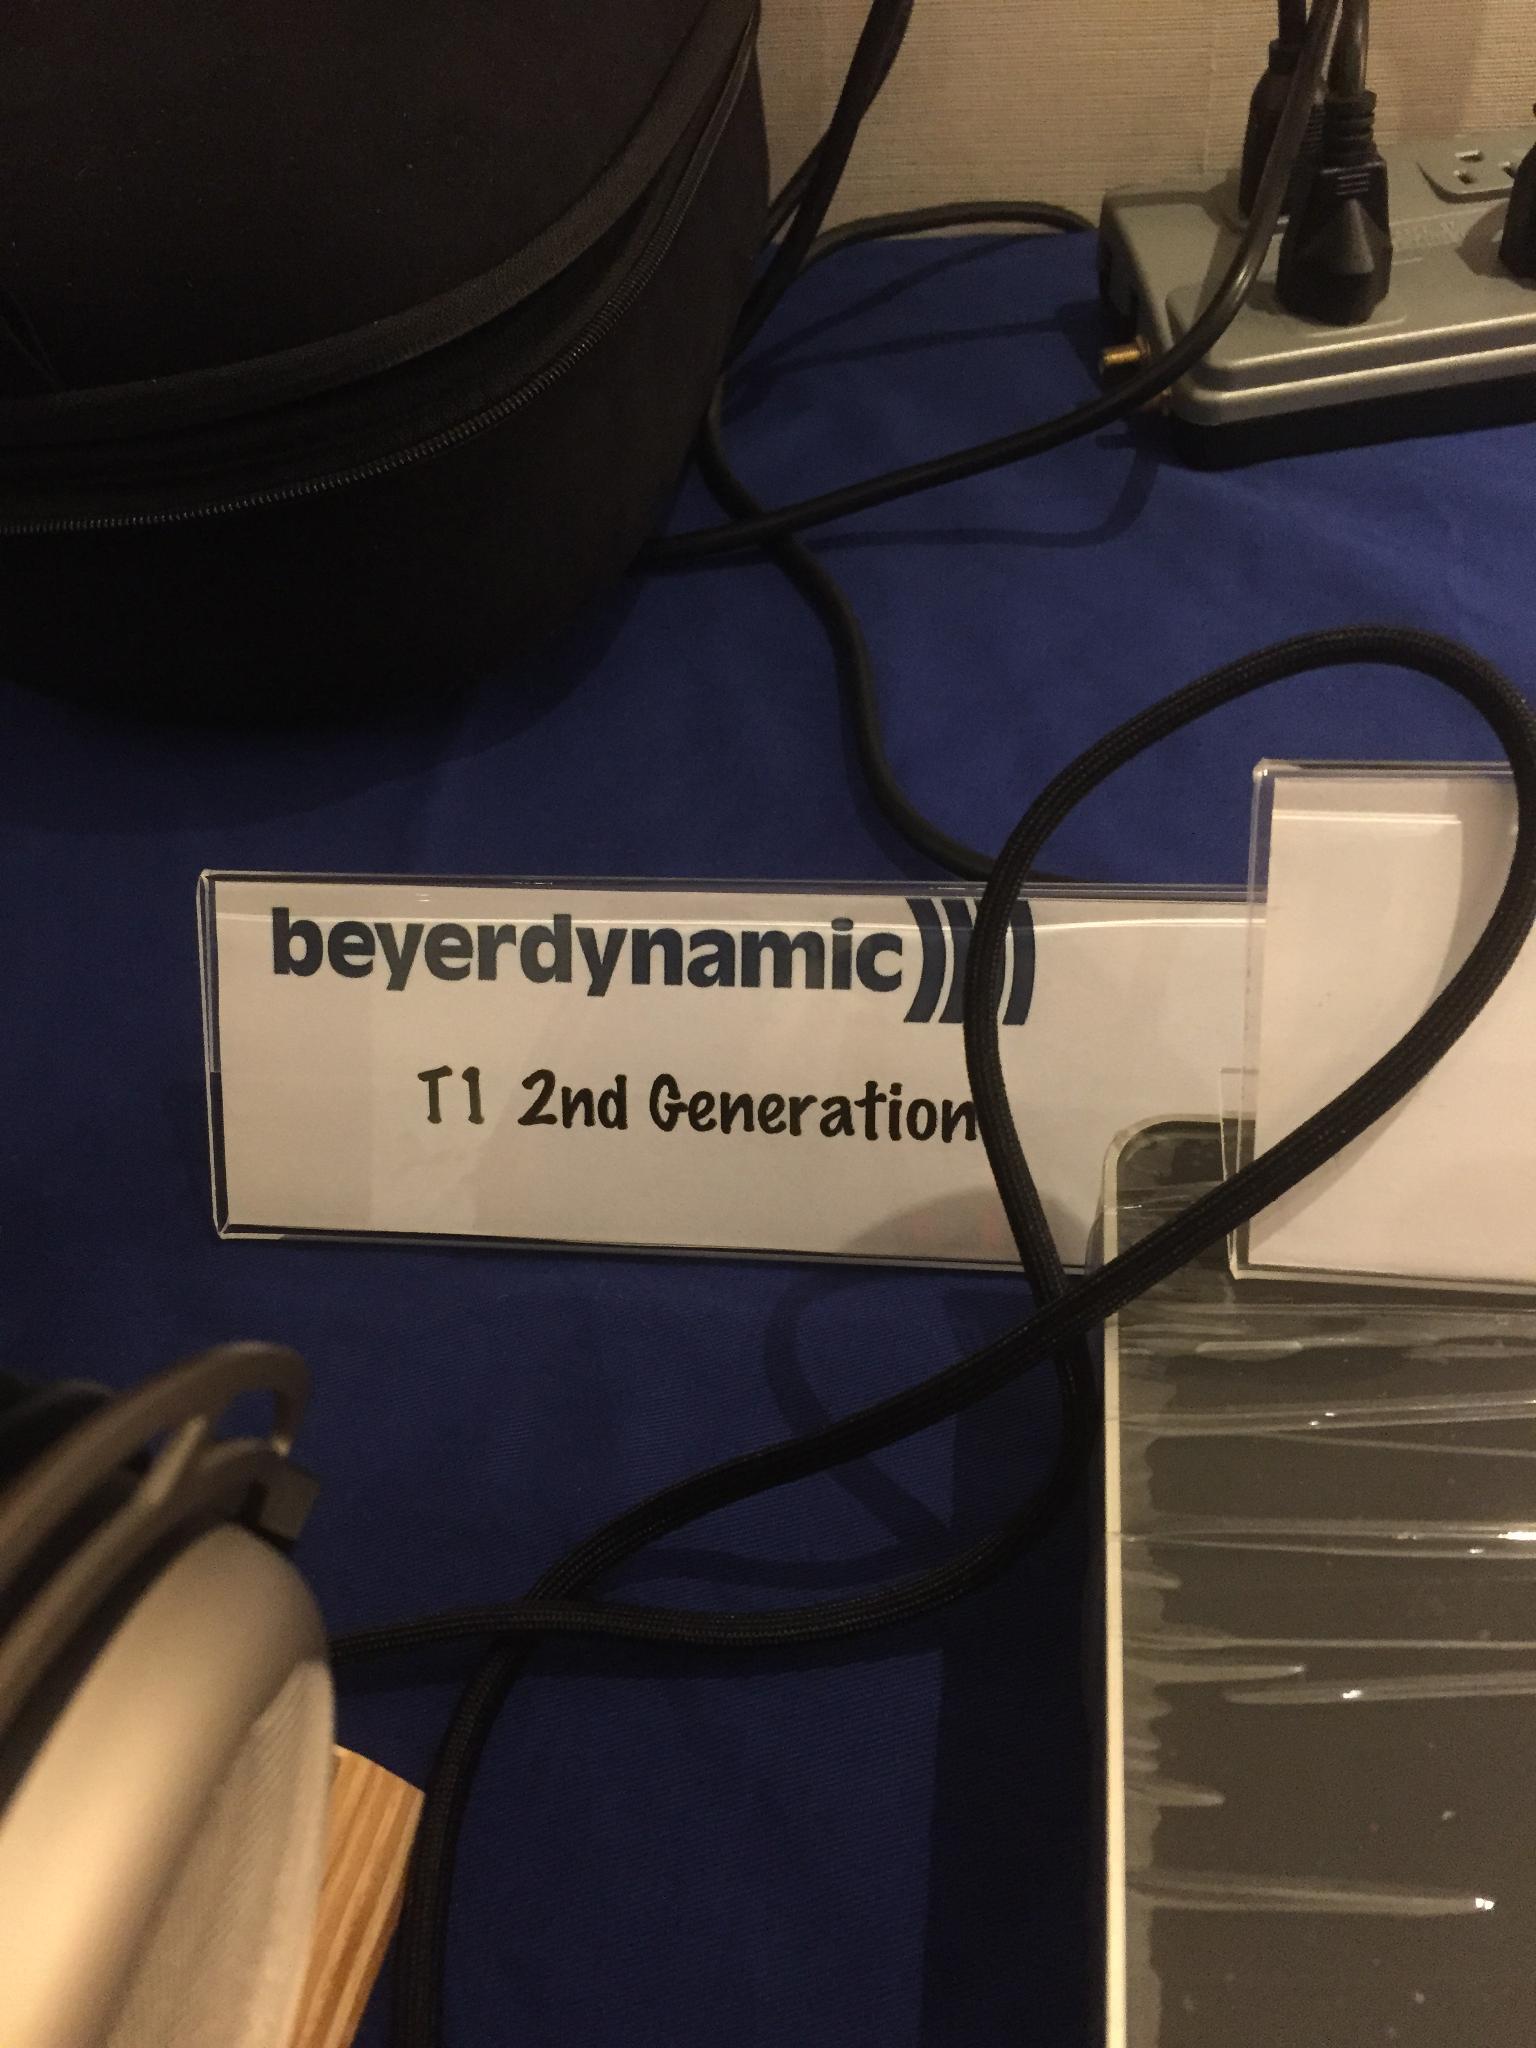 beyerdynamic
T1 2nd Generation